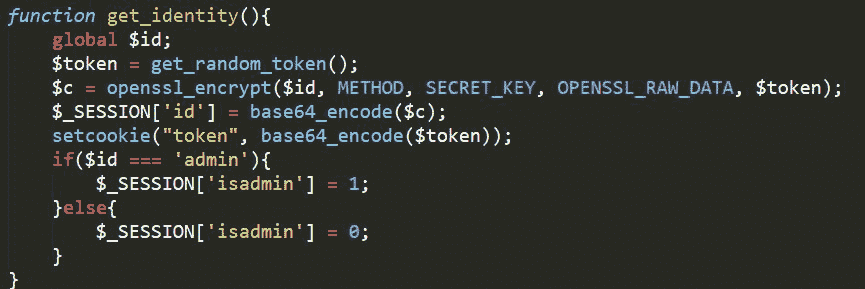 function get_identity(){
    global $id;
    $token = get_random_token();
    $c = openssl_encrypt($id, METHOD, SECRET_KEY, OPENSSL_RAW_DATA, $token);
    $_SESSION['id'] = base64_encode($c);
    setcookie("token", base64_encode($token));
    if($id === 'admin'){
        $_SESSION['isadmin'] = 1;
    }else{
        $_SESSION['isadmin'] = 0;
    }
}